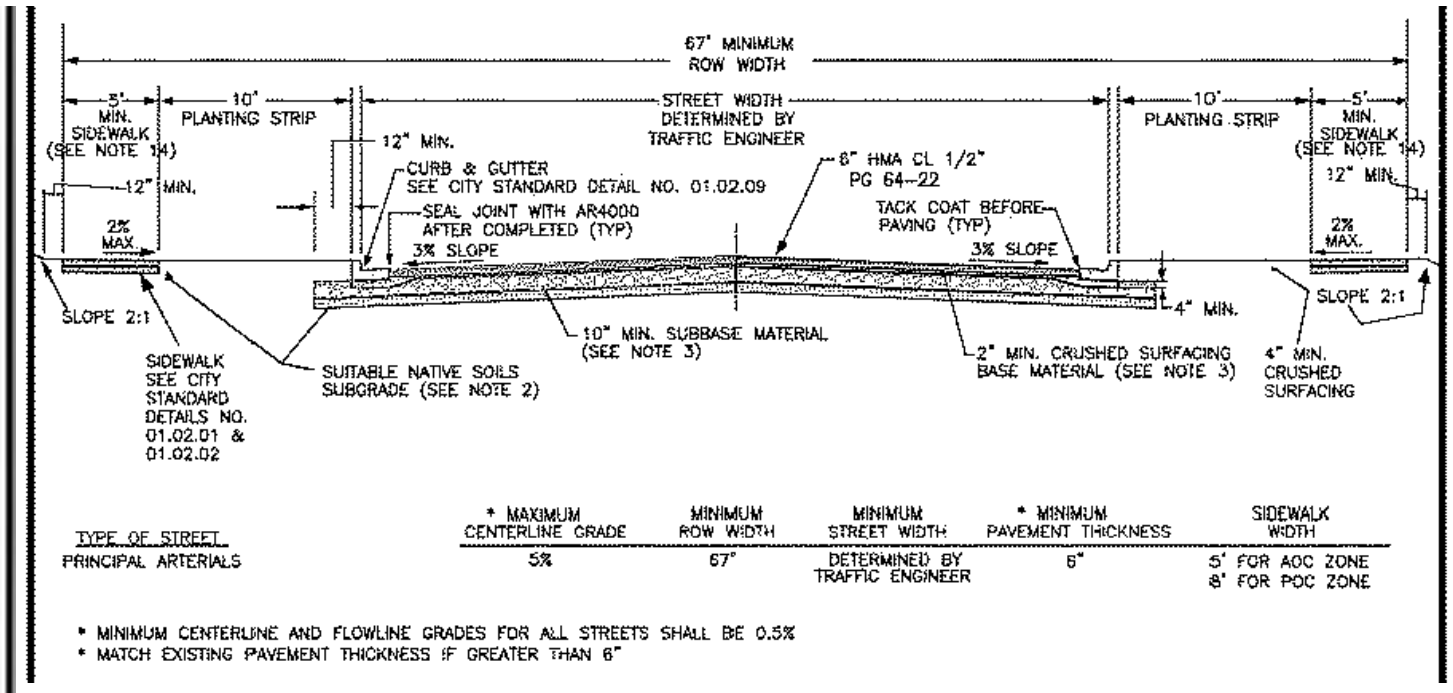 67' MINIMUM
ROW WIDTH
5'
MIN.
SIDEWALK
(SEE NOTE 14)
10'
PLANTING STRIP
STREET WIDTH
DETERMINED BY
TRAFFIC ENGINEER
10'
PLANTING STRIP
5'
MIN.
SIDEWALK
(SEE NOTE 14)
12" MIN.
12" MIN.
CURB & GUTTER
SEE CITY STANDARD DETAIL NO. 01.02.09
6" HMA CL 1/2"
PG 64-22
12" MIN.
SEAL JOINT WITH AR4000
AFTER COMPLETED (TYP)
TACK COAT BEFORE
PAVING (TYP)
2%
MAX.
3% SLOPE
3% SLOPE
2%
MAX.
SLOPE 2:1
SLOPE 2:1
4" MIN.
10" MIN. SUBBASE MATERIAL
(SEE NOTE 3)
2" MIN. CRUSHED SURFACING
BASE MATERIAL (SEE NOTE 3)
4" MIN.
CRUSHED
SURFACING
SIDEWALK
SEE CITY
STANDARD
DETAILS NO.
01.02.01 &
01.02.02
SUITABLE NATIVE SOILS
SUBGRADE (SEE NOTE 2)
TYPE OF STREET
* MAXIMUM
CENTERLINE GRADE
MINIMUM
ROW WIDTH
MINIMUM
STREET WIDTH
* MINIMUM
PAVEMENT THICKNESS
SIDEWALK
WIDTH
PRINCIPAL ARTERIALS
5%
67'
DETERMINED BY
TRAFFIC ENGINEER
6"
5' FOR AOC ZONE
8' FOR POC ZONE
* MINIMUM CENTERLINE AND FLOWLINE GRADES FOR ALL STREETS SHALL BE 0.5%
* MATCH EXISTING PAVEMENT THICKNESS IF GREATER THAN 6"